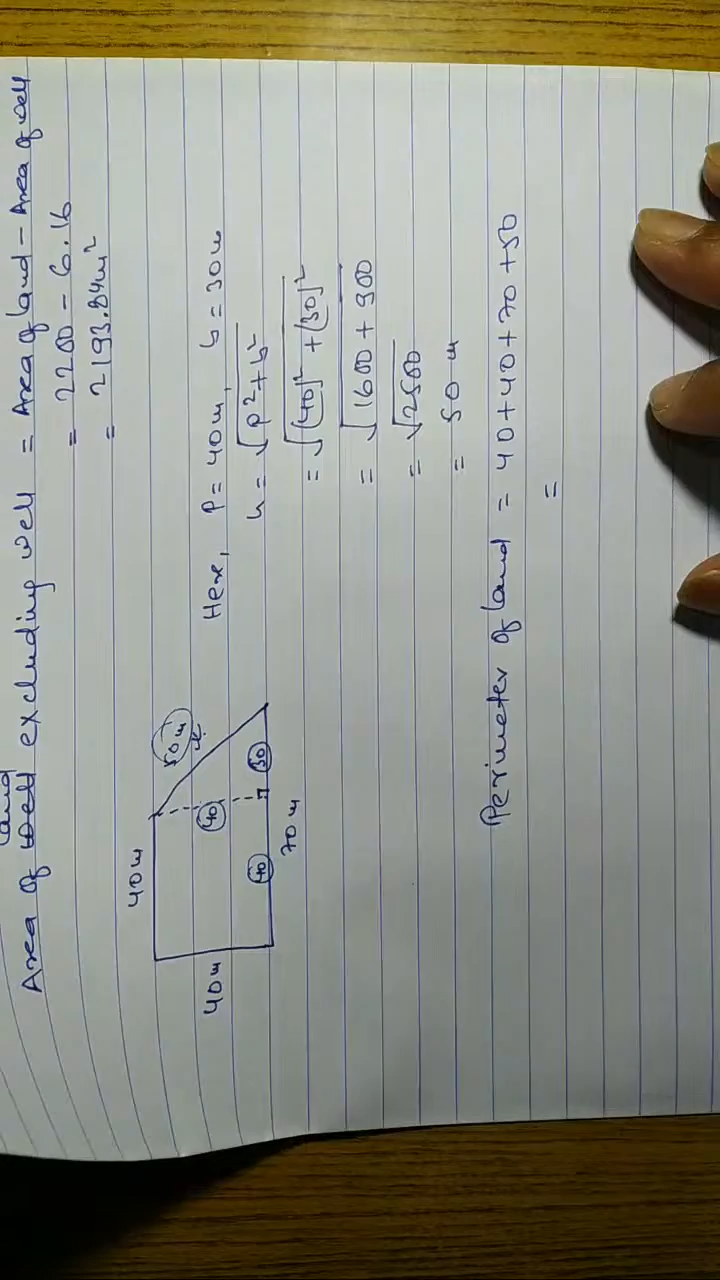 land
Area of well excluding well = Area of land - Area of well
= 2200 - 6.16
= 2193.84m²
40m
50m
40m
40
30
40
70m
Here, P = 40m, b = 30m
h = √p²+b²
= √(40)² + (30)²
= √1600 + 900
= √2500
= 50 m
Perimeter of land = 40 + 40 + 70 + 50
=